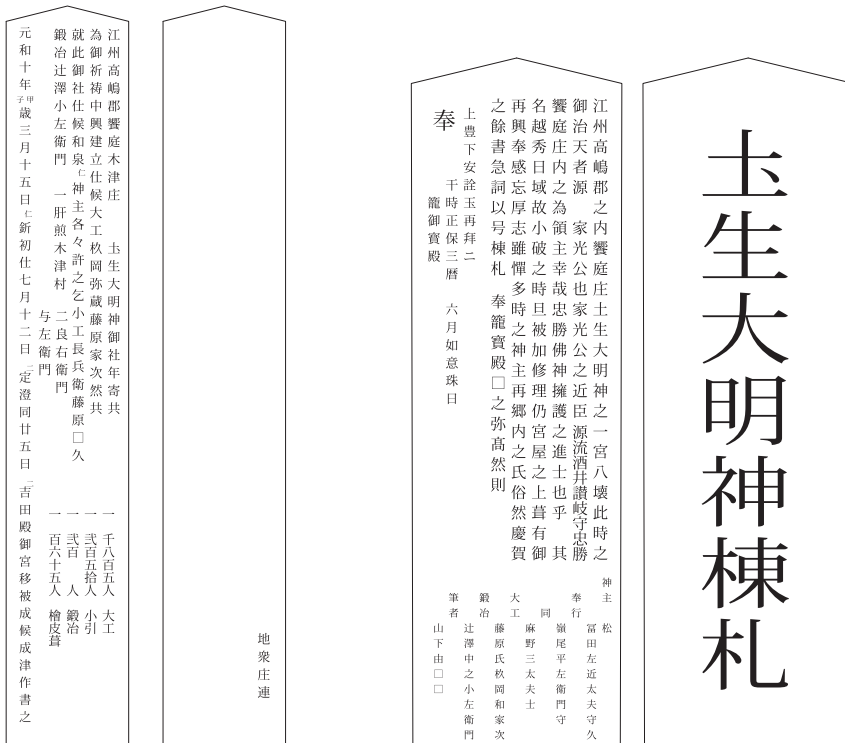 圡生大明神棟札
江州高嶋郡之内饗庭庄土生大明神之一宮八壊此時之
御治天者源　家光公也家光公之近臣源流酒井讃岐守忠勝
饗庭庄内之為領主幸哉忠勝佛神擁護之進士也乎　其
名越秀日域故小破之時旦被加修理仍宮屋之上葺有御
再興奉感忘厚志雖憚多時之神主再郷内之氏俗然慶賀
之餘書急詞以号棟札　奉籠寳殿□之弥髙然則
上豊下安詮玉再拜ニ
奉
干時正保三暦　六月如意珠日
籠御寳殿
神主　松
奉行　冨田左近太夫守久
同　嶺尾平左衛門守
大工　麻野三太夫士
藤原氏杦岡和家次
鍛冶　辻澤中之小左衛門
筆者　山下由□□
地衆庄連
江州高嶋郡饗庭木津庄　圡生大明神御社年寄共
為御祈祷中興建立仕候大工杦岡弥蔵藤原家次然共
就此御社仕候和泉仁神主各々許之乞小工長兵衛藤原□久
鍛冶辻澤小左衛門　一肝煎木津村　二良右衛門
与左衛門
一　千八百五人　大工
一　弐百五拾人　小引
一　弐百　人　鍛冶
一　百六十五人　檜皮葺
元和十年甲子歳三月十五日仁釿初仕七月十二日ニ定澄同廿五日ニ吉田殿御宮移被成候成津作書之